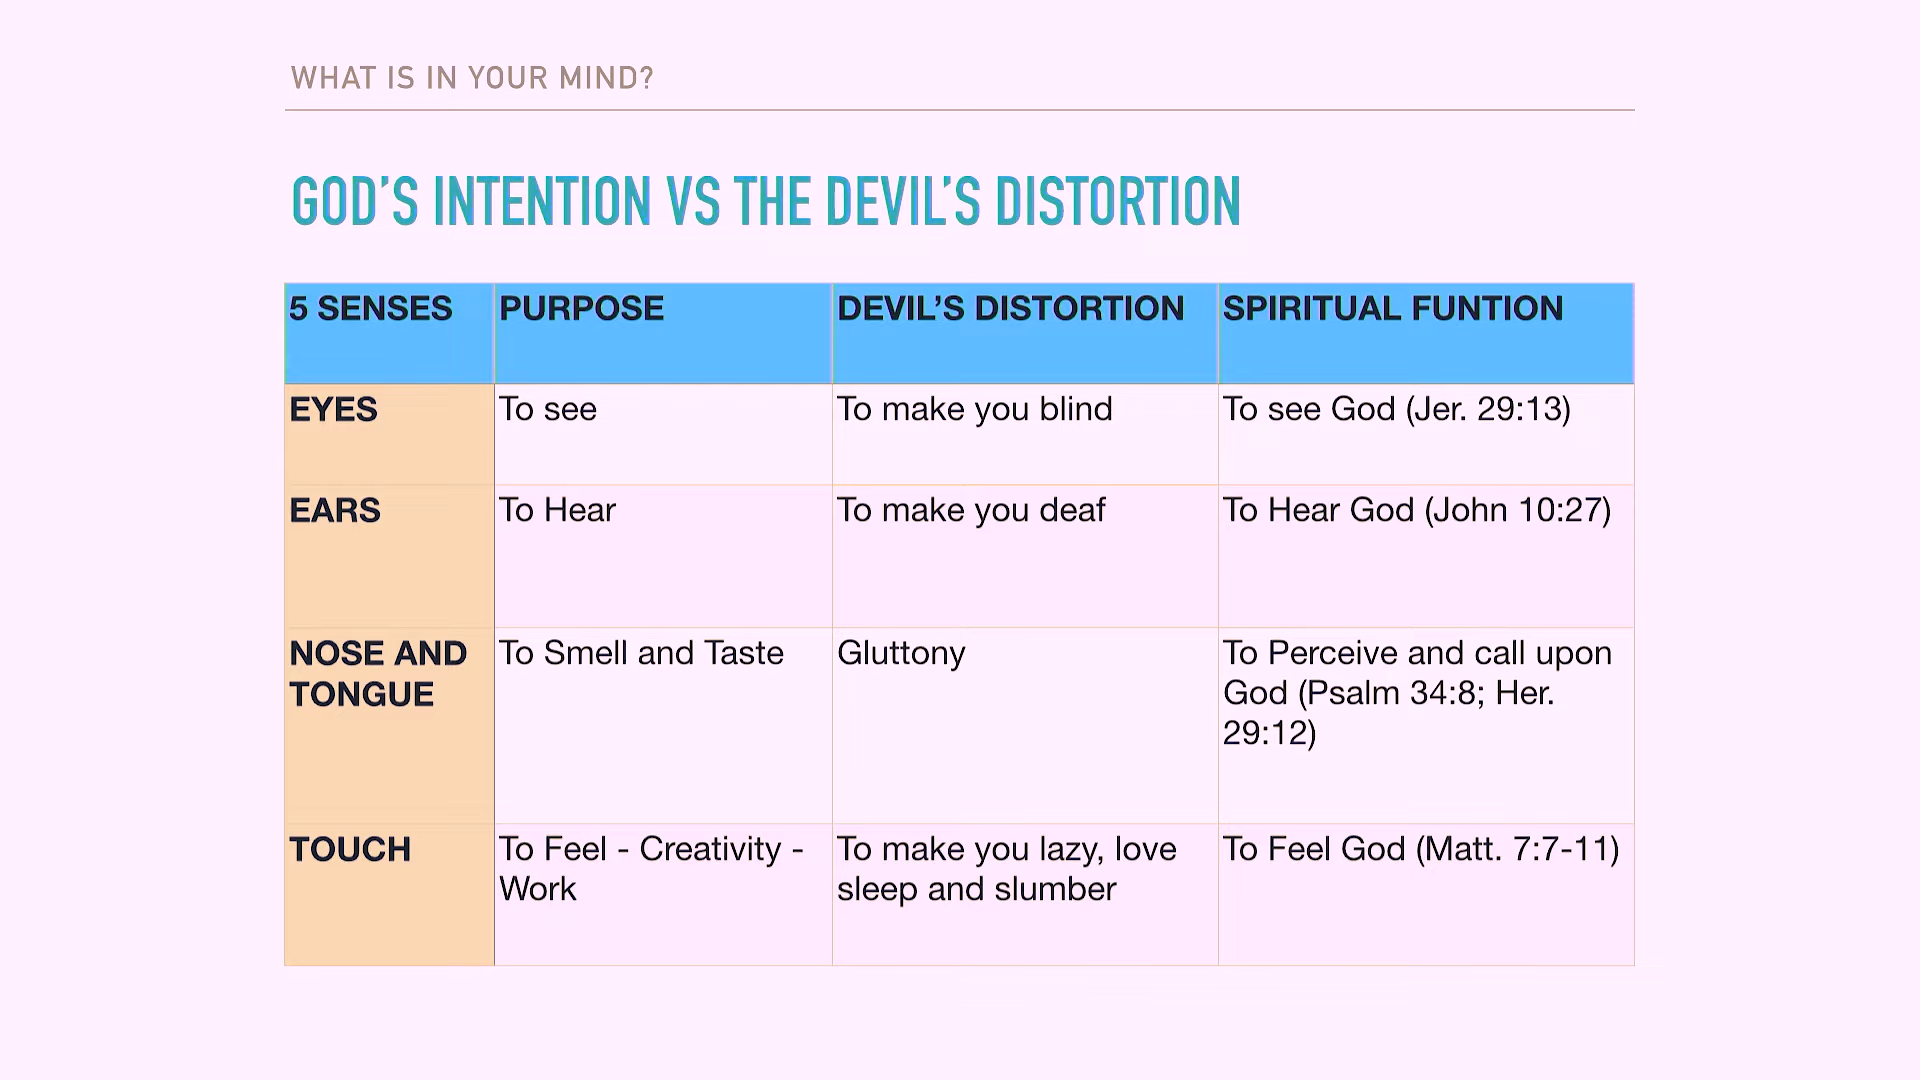 WHAT IS IN YOUR MIND?
GOD'S INTENTION VS THE DEVIL'S DISTORTION
5 SENSES PURPOSE DEVIL'S DISTORTION SPIRITUAL FUNTION
EYES To see To make you blind To see God (Jer. 29:13)
EARS To Hear To make you deaf To Hear God (John 10:27)
NOSE AND To Smell and Taste Gluttony To Perceive and call upon
TONGUE God (Psalm 34:8; Her.
29:12)
TOUCH To Feel - Creativity - To make you lazy, love To Feel God (Matt. 7:7-11)
Work sleep and slumber